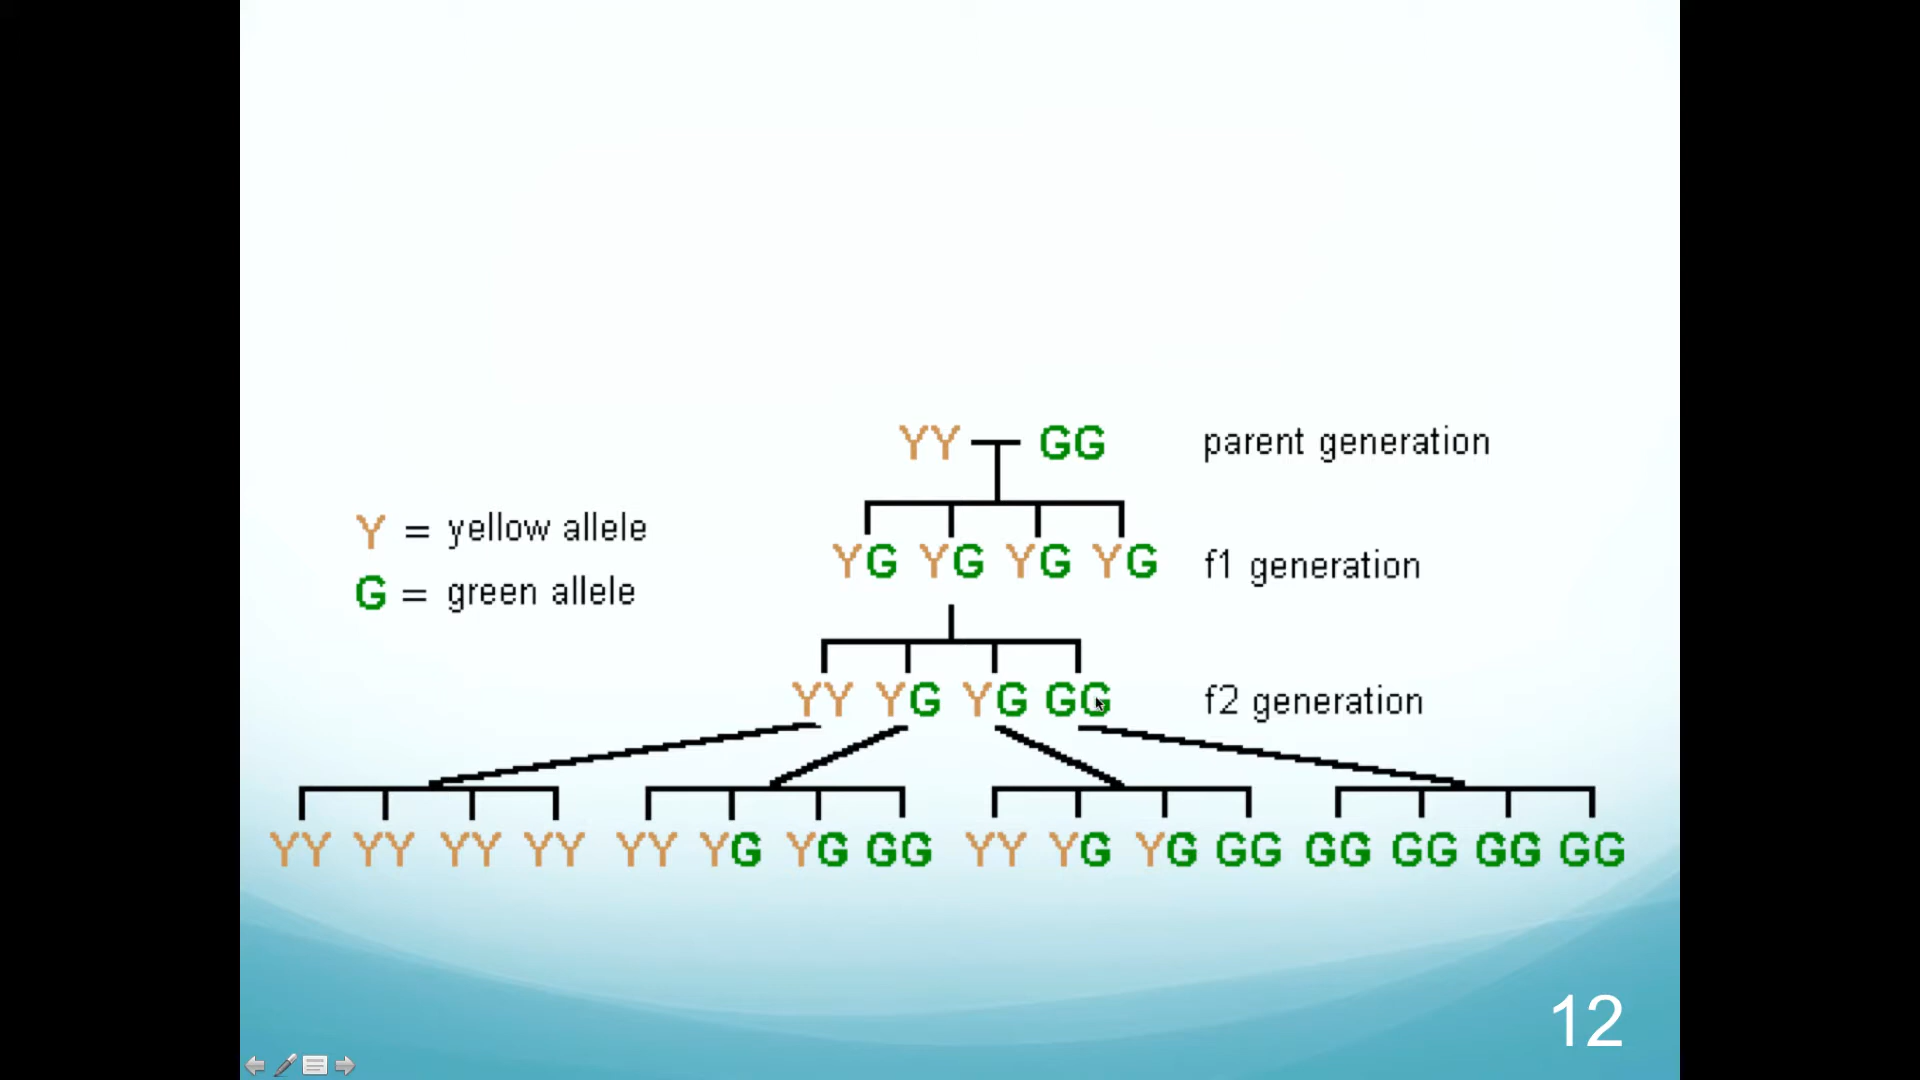 YY GG parent generation
Y = yellow allele
G = green allele
YG YG YG YG f1 generation
YY YG YG GG f2 generation
YY YY YY YY YY YG YG GG YY YG YG GG GG GG GG GG
12